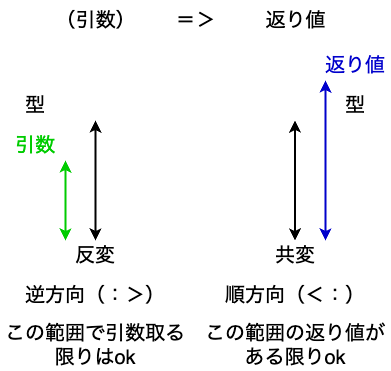 （引数） ＝＞ 返り値
返り値
型 型
引数
反変 共変
逆方向（：＞） 順方向（＜：）
この範囲で引数取る
限りはok
この範囲の返り値が
ある限りok